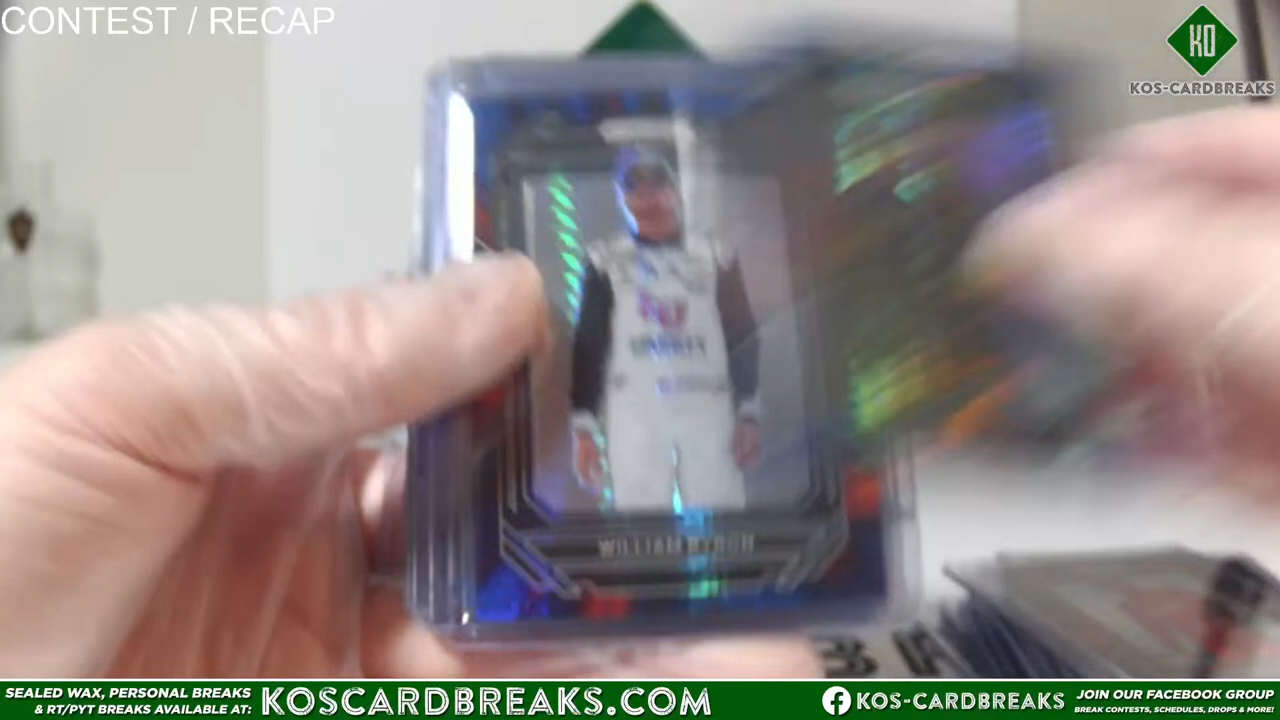 CONTEST / RECAP
KO
KOS-CARDBREAKS
WILLIAM BYRON
SEALED WAX, PERSONAL BREAKS
& RT/PYT BREAKS AVAILABLE AT:
KOSCARDBREAKS.COM
KOS-CARDBREAKS
JOIN OUR FACEBOOK GROUP
BREAK CONTESTS, SCHEDULES, DROPS & MORE!